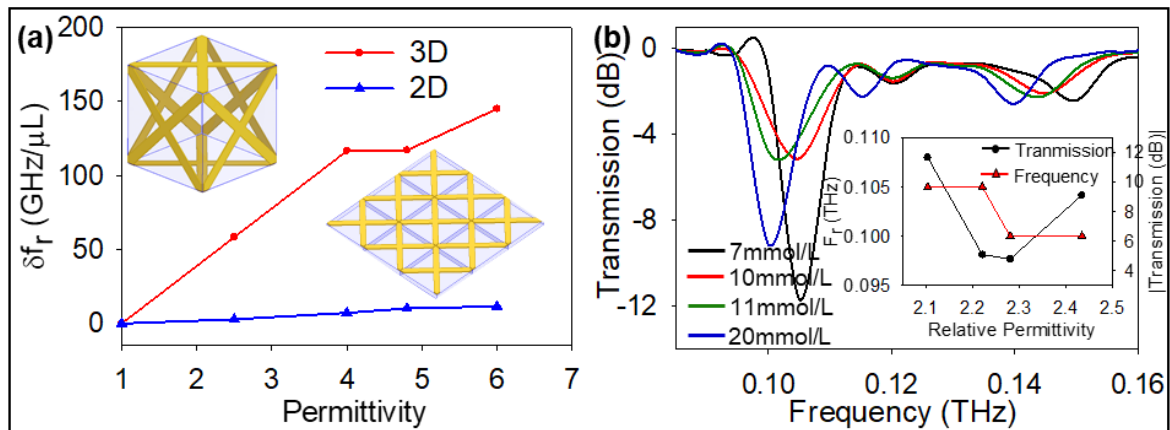 (a)
3D
2D
δfr (GHz/µL)
200
150
100
50
0
1 2 3 4 5 6 7
Permittivity
(b)
Transmission (dB)
0
-4
-8
-12
7mmol/L
10mmol/L
11mmol/L
20mmol/L
0.10 0.12 0.14 0.16
Frequency (THz)
Tranmission
Frequency
Fr (THz)
0.110
0.105
0.100
0.095
|Transmission (dB)|
12
10
8
6
4
2.1 2.2 2.3 2.4 2.5
Relative Permittivity